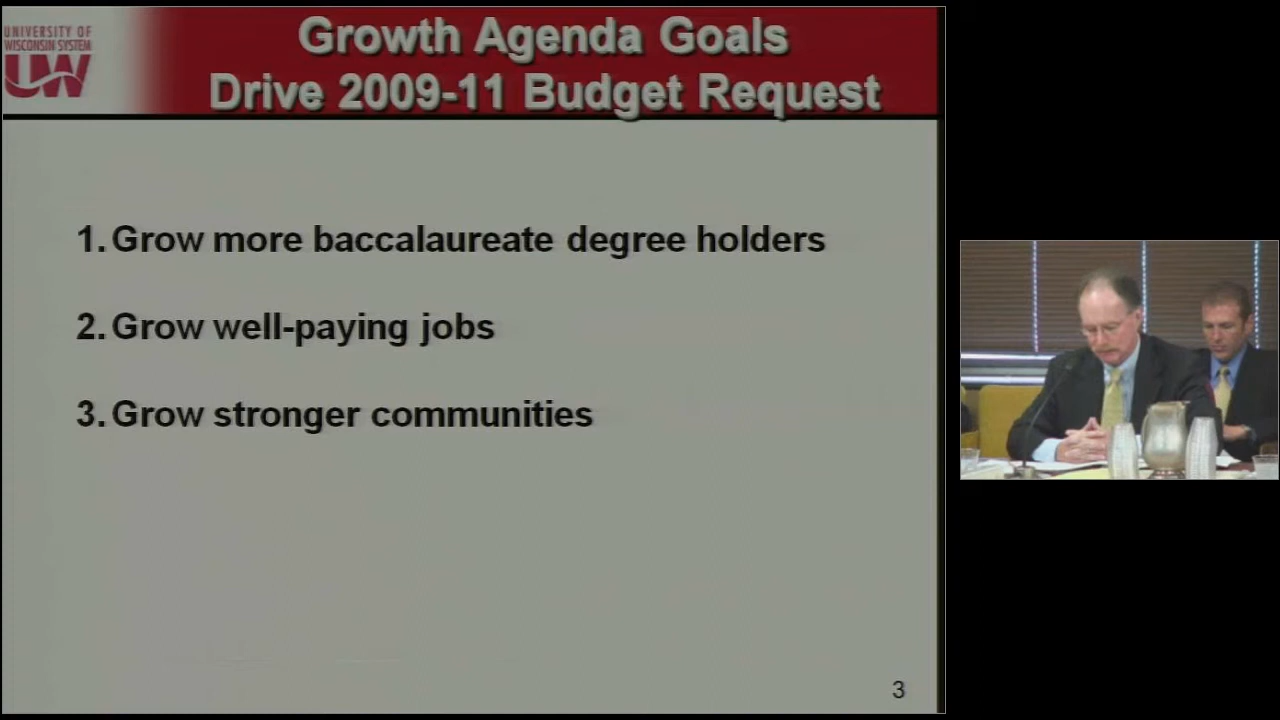 UNIVERSITY OF
WISCONSIN SYSTEM
UW
Growth Agenda Goals
Drive 2009-11 Budget Request
1. Grow more baccalaureate degree holders
2. Grow well-paying jobs
3. Grow stronger communities
3